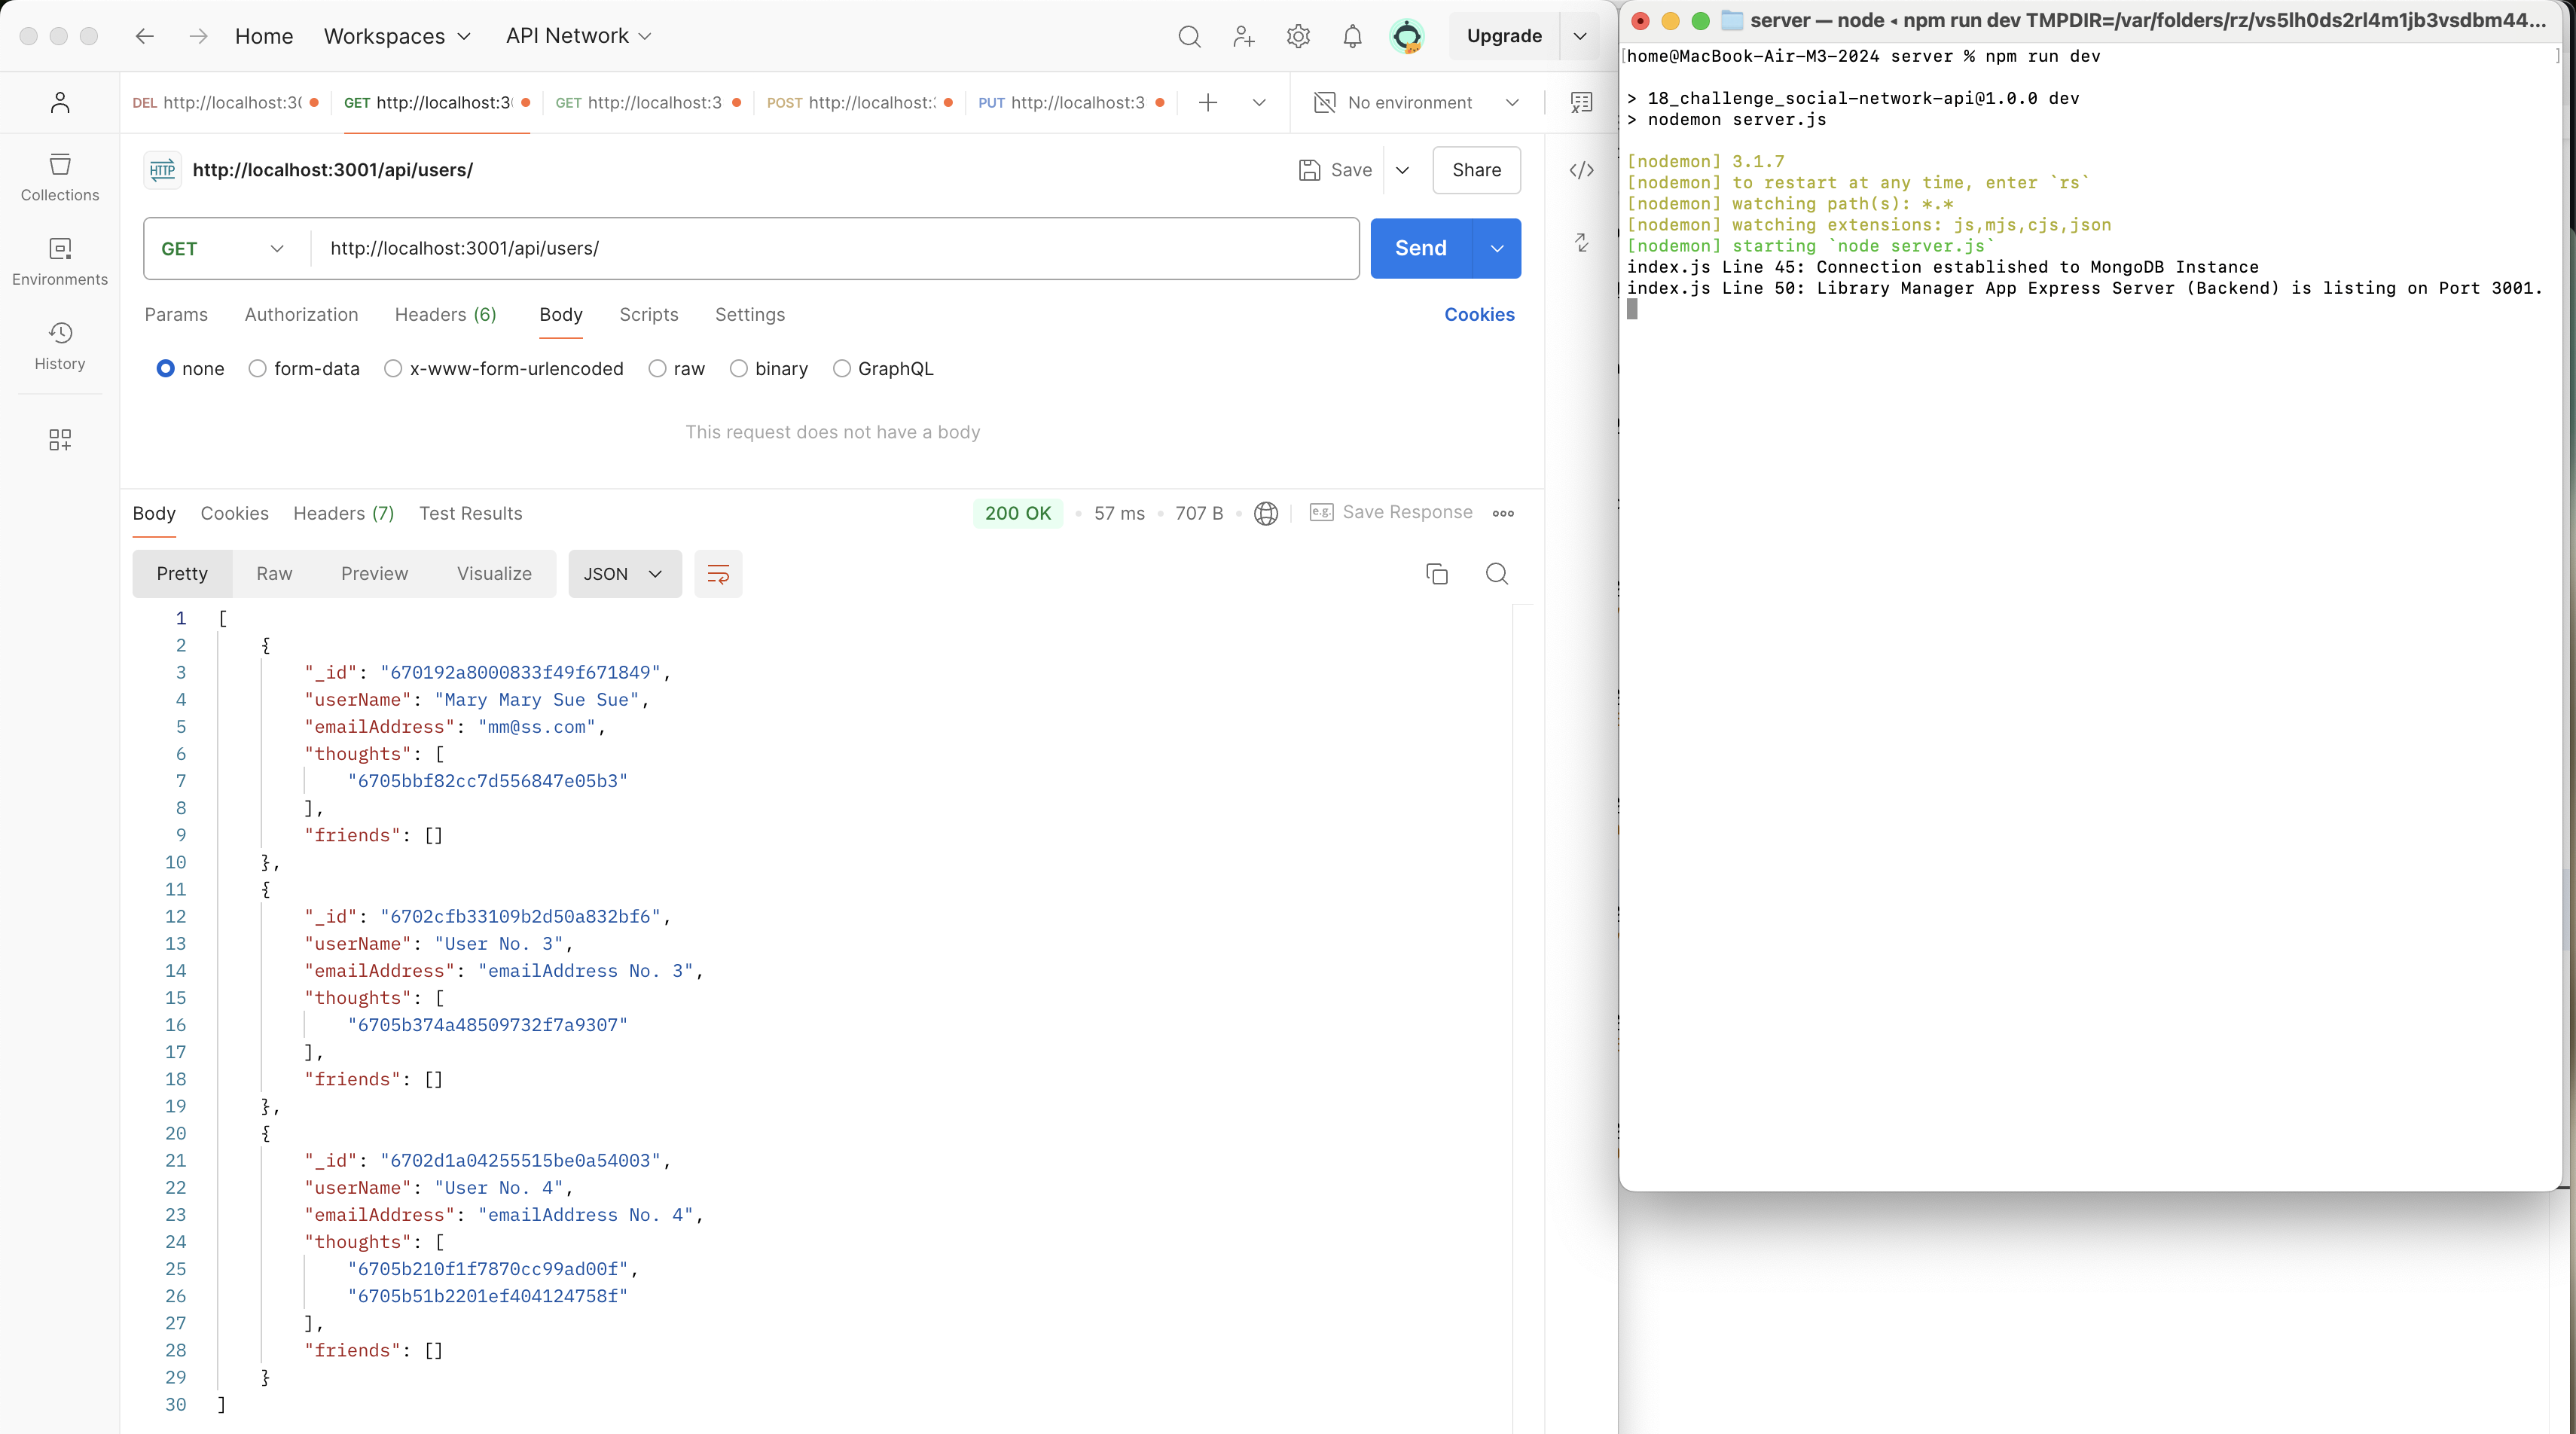 Home Workspaces API Network Upgrade
DEL http://localhost:30 GET http://localhost:3 GET http://localhost:3 POST http://localhost: PUT http://localhost:3 No environment
HTTP http://localhost:3001/api/users/ Save Share
GET http://localhost:3001/api/users/ Send
Params Authorization Headers (6) Body Scripts Settings Cookies
none form-data x-www-form-urlencoded raw binary GraphQL
This request does not have a body
Collections
Environments
History
Body Cookies Headers (7) Test Results 200 OK • 57 ms • 707 B • e.g. Save Response
Pretty Raw Preview Visualize JSON
1 [
2 {
3 "_id": "670192a8000833f49f671849",
4 "userName": "Mary Mary Sue Sue",
5 "emailAddress": "mm@ss.com",
6 "thoughts": [
7 "6705bbf82cc7d556847e05b3"
8 ],
9 "friends": []
10 },
11 {
12 "_id": "6702cfb33109b2d50a832bf6",
13 "userName": "User No. 3",
14 "emailAddress": "emailAddress No. 3",
15 "thoughts": [
16 "6705b374a48509732f7a9307"
17 ],
18 "friends": []
19 },
20 {
21 "_id": "6702d1a04255515be0a54003",
22 "userName": "User No. 4",
23 "emailAddress": "emailAddress No. 4",
24 "thoughts": [
25 "6705b210f1f7870cc99ad00f",
26 "6705b51b2201ef404124758f"
27 ],
28 "friends": []
29 }
30 ]
server — node ◂ npm run dev TMPDIR=/var/folders/rz/vs5lh0ds2rl4m1jb3vsdbm44...
[home@MacBook-Air-M3-2024 server % npm run dev ]
> 18_challenge_social-network-api@1.0.0 dev
> nodemon server.js
[nodemon] 3.1.7
[nodemon] to restart at any time, enter `rs`
[nodemon] watching path(s): *.*
[nodemon] watching extensions: js,mjs,cjs,json
[nodemon] starting `node server.js`
index.js Line 45: Connection established to MongoDB Instance
index.js Line 50: Library Manager App Express Server (Backend) is listing on Port 3001.